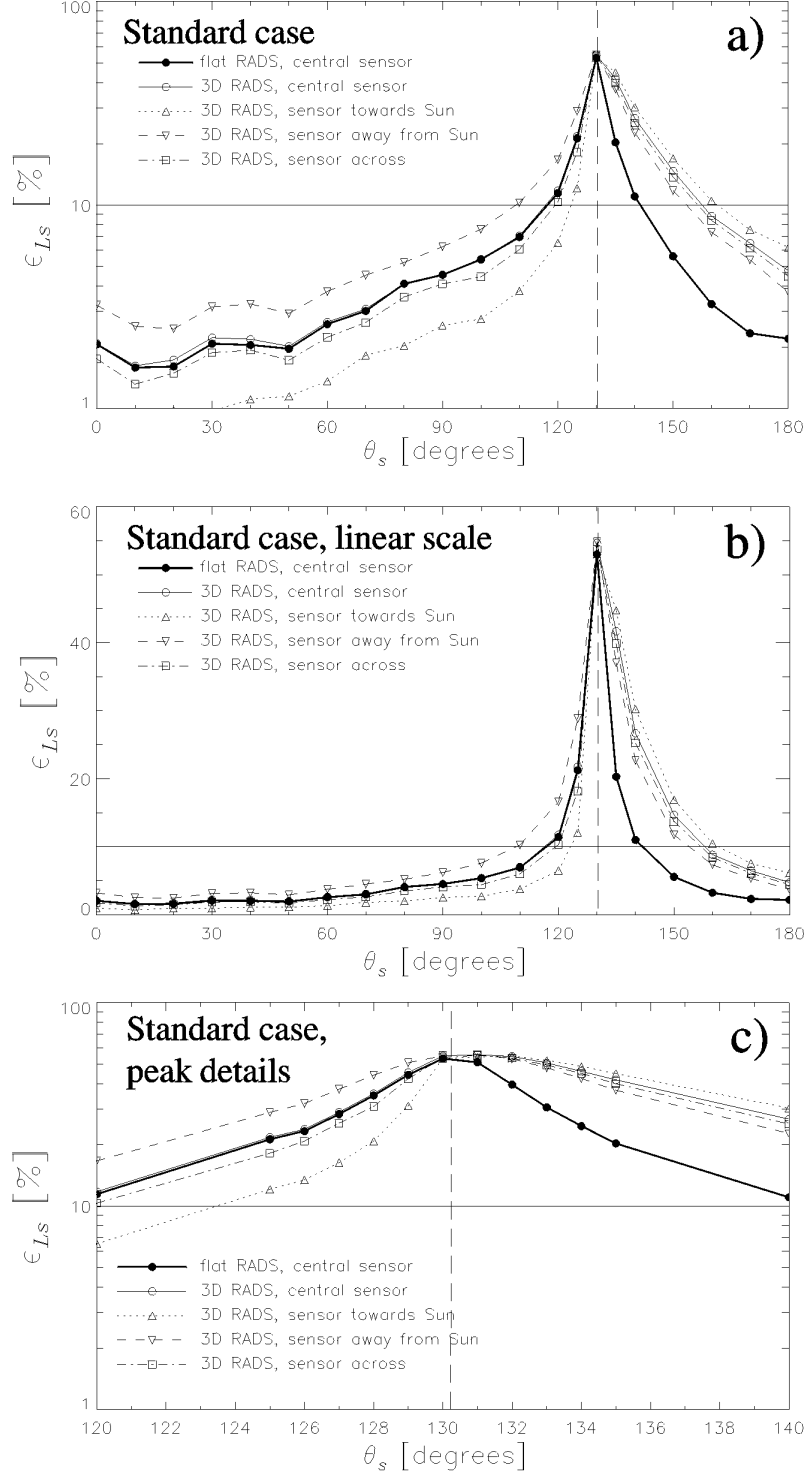 100
Standard case
a)
flat RADS, central sensor
3D RADS, central sensor
3D RADS, sensor towards Sun
3D RADS, sensor away from Sun
3D RADS, sensor across
ϵLs [%]
10
1
0 30 60 90 120 150 180
θs [degrees]
60
Standard case, linear scale
b)
flat RADS, central sensor
3D RADS, central sensor
3D RADS, sensor towards Sun
3D RADS, sensor away from Sun
3D RADS, sensor across
40
ϵLs [%]
20
0
0 30 60 90 120 150 180
θs [degrees]
100
Standard case,
peak details
c)
ϵLs [%]
10
flat RADS, central sensor
3D RADS, central sensor
3D RADS, sensor towards Sun
3D RADS, sensor away from Sun
3D RADS, sensor across
1
120 122 124 126 128 130 132 134 136 138 140
θs [degrees]